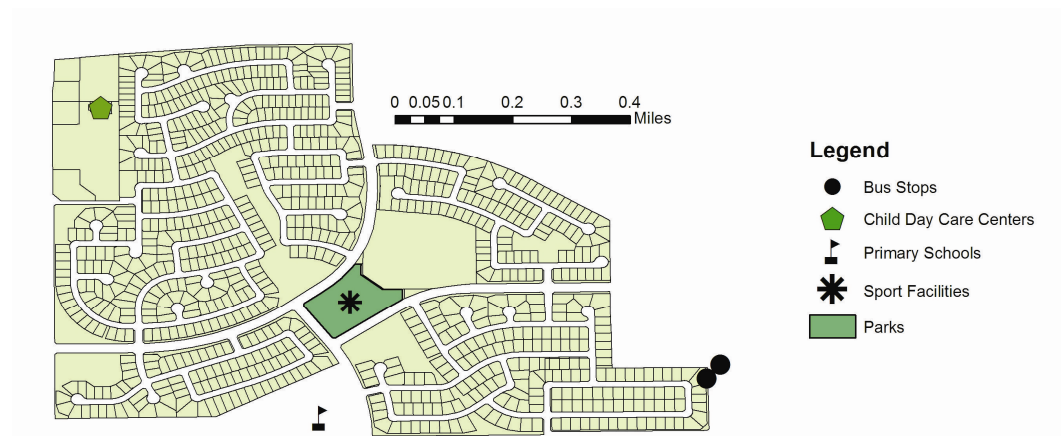 0 0.05 0.1 0.2 0.3 0.4
Miles
Legend
Bus Stops
Child Day Care Centers
Primary Schools
Sport Facilities
Parks